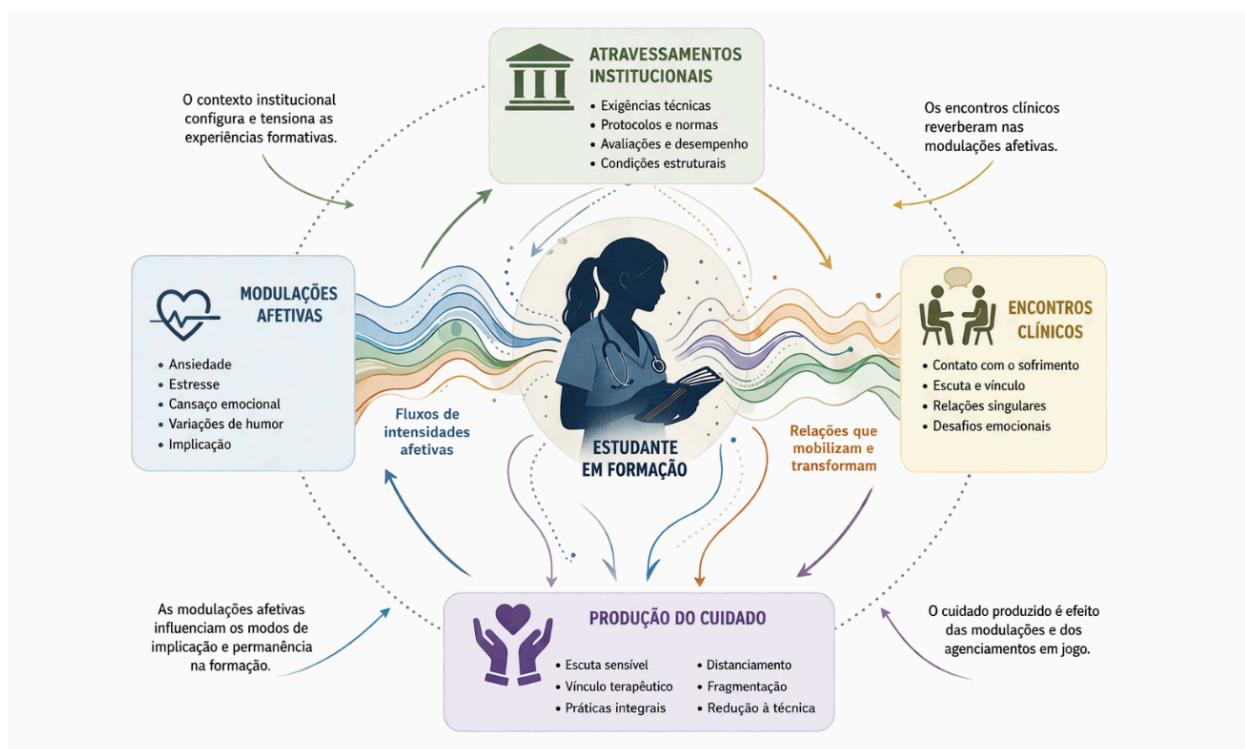 ATRAVESSAMENTOS
INSTITUCIONAIS
• Exigências técnicas
• Protocolos e normas
• Avaliações e desempenho
• Condições estruturais
O contexto institucional
configura e tensiona as
experiências formativas.
Os encontros clínicos
reverberam nas
modulações afetivas.
MODULAÇÕES
AFETIVAS
• Ansiedade
• Estresse
• Cansaço emocional
• Variações de humor
• Implicação
Fluxos de
intensidades
afetivas
ESTUDANTE
EM FORMAÇÃO
Relações que
mobilizam e
transformam
ENCONTROS
CLÍNICOS
• Contato com o sofrimento
• Escuta e vínculo
• Relações singulares
• Desafios emocionais
As modulações afetivas
influenciam os modos de
implicação e permanência
na formação.
PRODUÇÃO DO CUIDADO
• Escuta sensível
• Vínculo terapêutico
• Práticas integrais
• Distanciamento
• Fragmentação
• Redução à técnica
O cuidado produzido é efeito
das modulações e dos
agenciamentos em jogo.